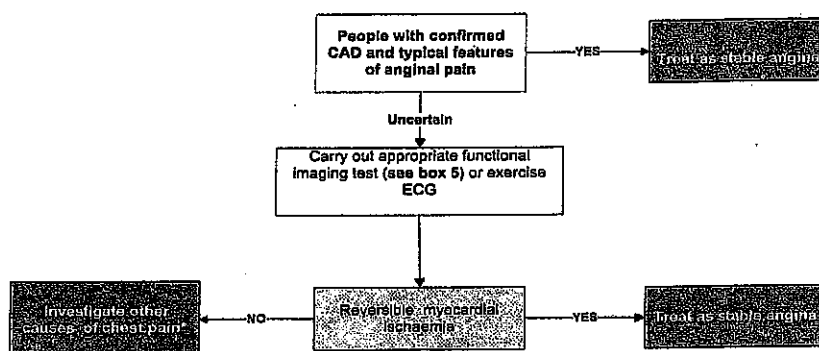 People with confirmed
CAD and typical features
of anginal pain
YES
Treat as stable angina
Uncertain
Carry out appropriate functional
imaging test (see box 5) or exercise
ECG
Investigate other
causes of chest pain
NO
Reversible myocardial
ischaemia
YES
Treat as stable angina